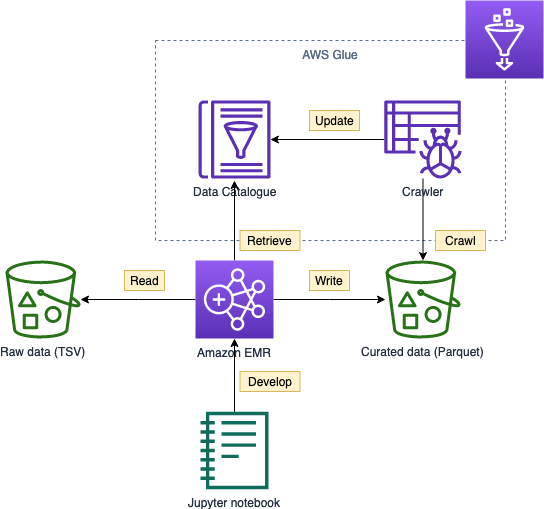 AWS Glue
Update
Data Catalogue
Crawler
Retrieve
Crawl
Read
Write
Raw data (TSV)
Amazon EMR
Curated data (Parquet)
Develop
Jupyter notebook